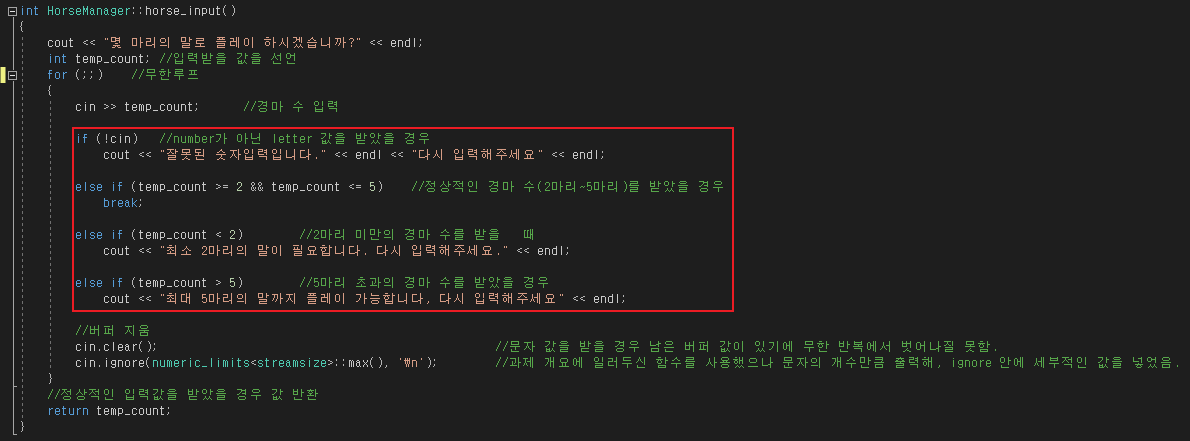 int HorseManager::horse_input()
{
cout << "몇 마리의 말로 플레이 하시겠습니까?" << endl;
int temp_count; //입력받을 값을 선언
for (;;) //무한루프
{
cin >> temp_count; //경마 수 입력
if (!cin) //number가 아닌 letter 값을 받았을 경우
cout << "잘못된 숫자입력입니다." << endl << "다시 입력해주세요" << endl;
else if (temp_count >= 2 && temp_count <= 5) //정상적인 경마 수(2마리~5마리)를 받았을 경우
break;
else if (temp_count < 2) //2마리 미만의 경마 수를 받을 때
cout << "최소 2마리의 말이 필요합니다. 다시 입력해주세요." << endl;
else if (temp_count > 5) //5마리 초과의 경마 수를 받았을 경우
cout << "최대 5마리의 말까지 플레이 가능합니다, 다시 입력해주세요" << endl;
//버퍼 지움
cin.clear(); //문자 값을 받을 경우 남은 버퍼 값이 있기에 무한 반복에서 벗어나질 못함.
cin.ignore(numeric_limits<streamsize>::max(), '₩n'); //과제 개요에 일러두신 함수를 사용했으나 문자의 개수만큼 출력해, ignore 안에 세부적인 값을 넣었음.
}
//정상적인 입력값을 받았을 경우 값 반환
return temp_count;
}